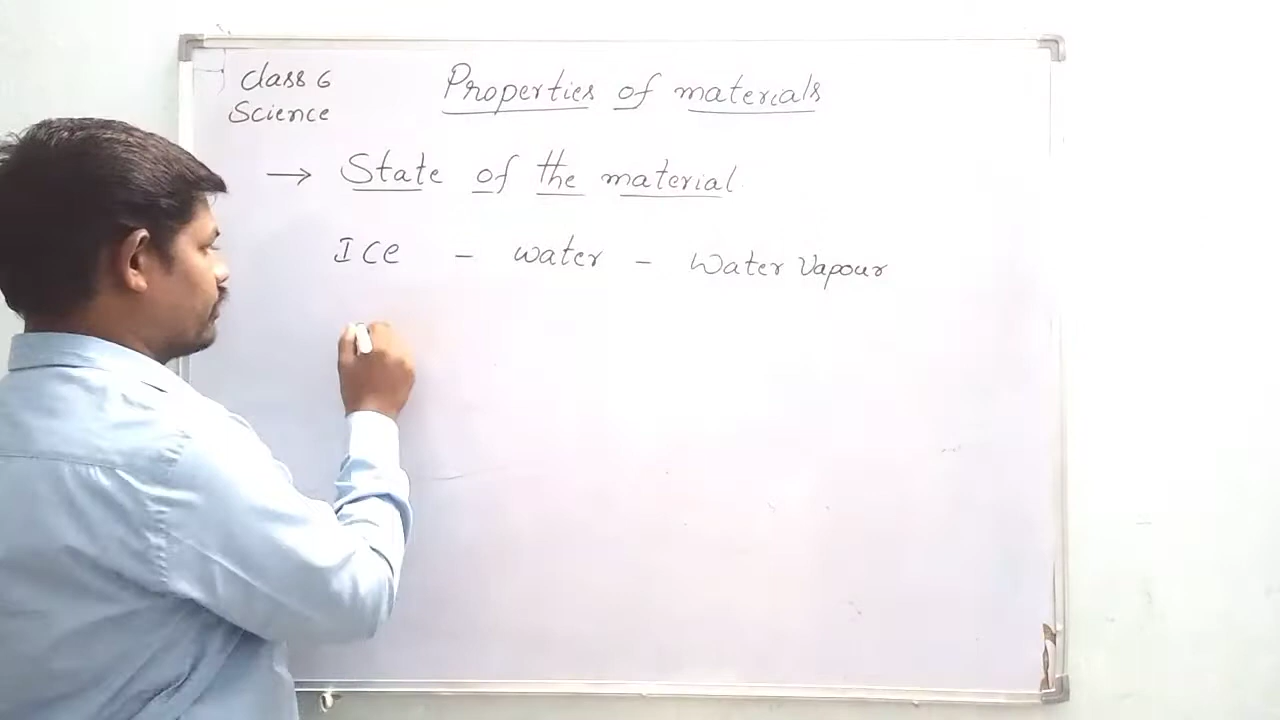 Class 6
Science
Properties of materials
→ State of the material
Ice - water - Water Vapour